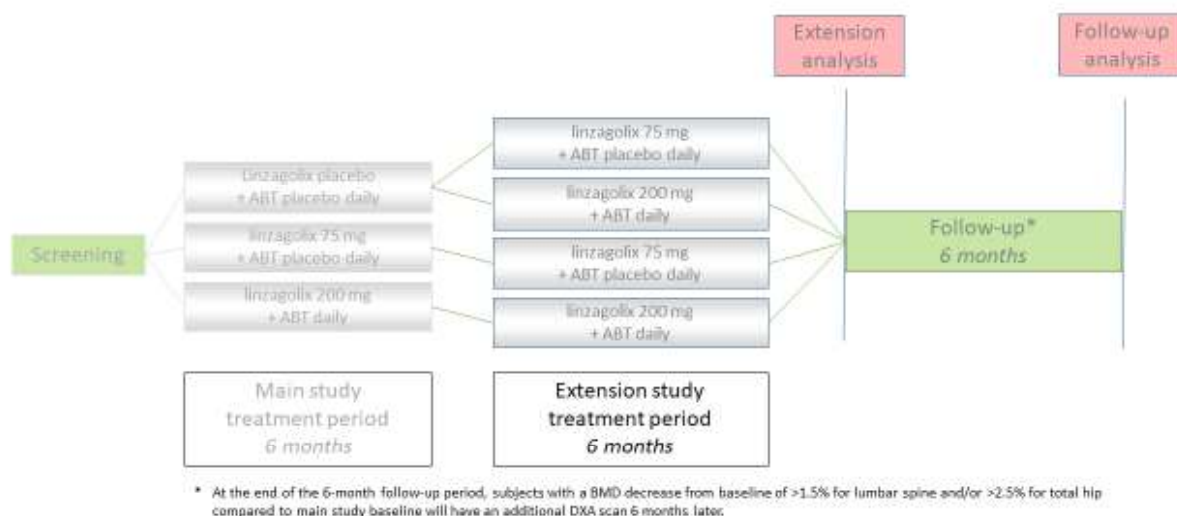 Extension
analysis
Follow-up
analysis
linzagolix 75 mg
+ ABT placebo daily
Linzagolix placebo
+ ABT placebo daily
linzagolix 200 mg
+ ABT daily
Screening
linzagolix 75 mg
+ ABT placebo daily
linzagolix 75 mg
+ ABT placebo daily
Follow-up*
6 months
linzagolix 200 mg
+ ABT daily
linzagolix 200 mg
+ ABT daily
Main study
treatment period
6 months
Extension study
treatment period
6 months
* At the end of the 6-month follow-up period, subjects with a BMD decrease from baseline of >1.5% for lumbar spine and/or >2.5% for total hip
compared to main study baseline will have an additional DXA scan 6 months later.